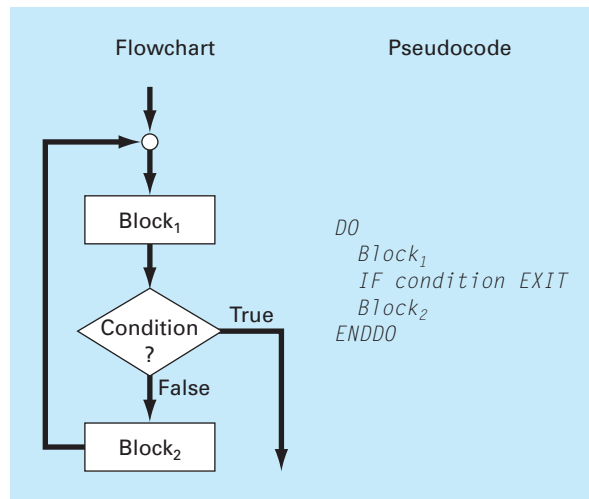 Flowchart
Pseudocode
Block₁
Condition
?
True
False
Block₂
DO
Block₁
IF condition EXIT
Block₂
ENDDO